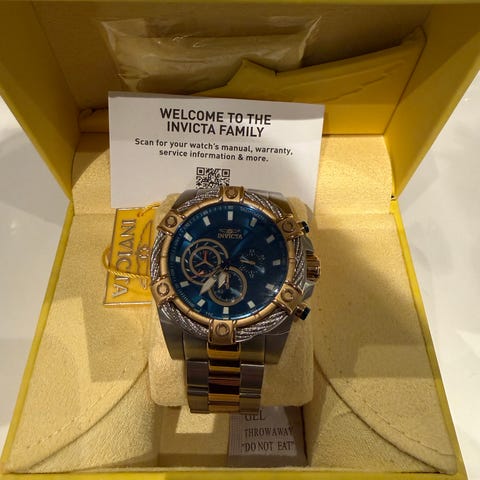 WELCOME TO THE
INVICTA FAMILY
Scan for your watch's manual, warranty,
service information & more.
INVICTA
INVICTA
GEL
THROWAWAY
"DO NOT EAT"